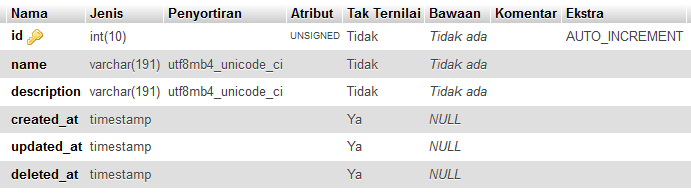 Nama Jenis Penyortiran Atribut Tak Ternilai Bawaan Komentar Ekstra
id int(10) UNSIGNED Tidak Tidak ada AUTO_INCREMENT
name varchar(191) utf8mb4_unicode_ci Tidak Tidak ada
description varchar(191) utf8mb4_unicode_ci Tidak Tidak ada
created_at timestamp Ya NULL
updated_at timestamp Ya NULL
deleted_at timestamp Ya NULL